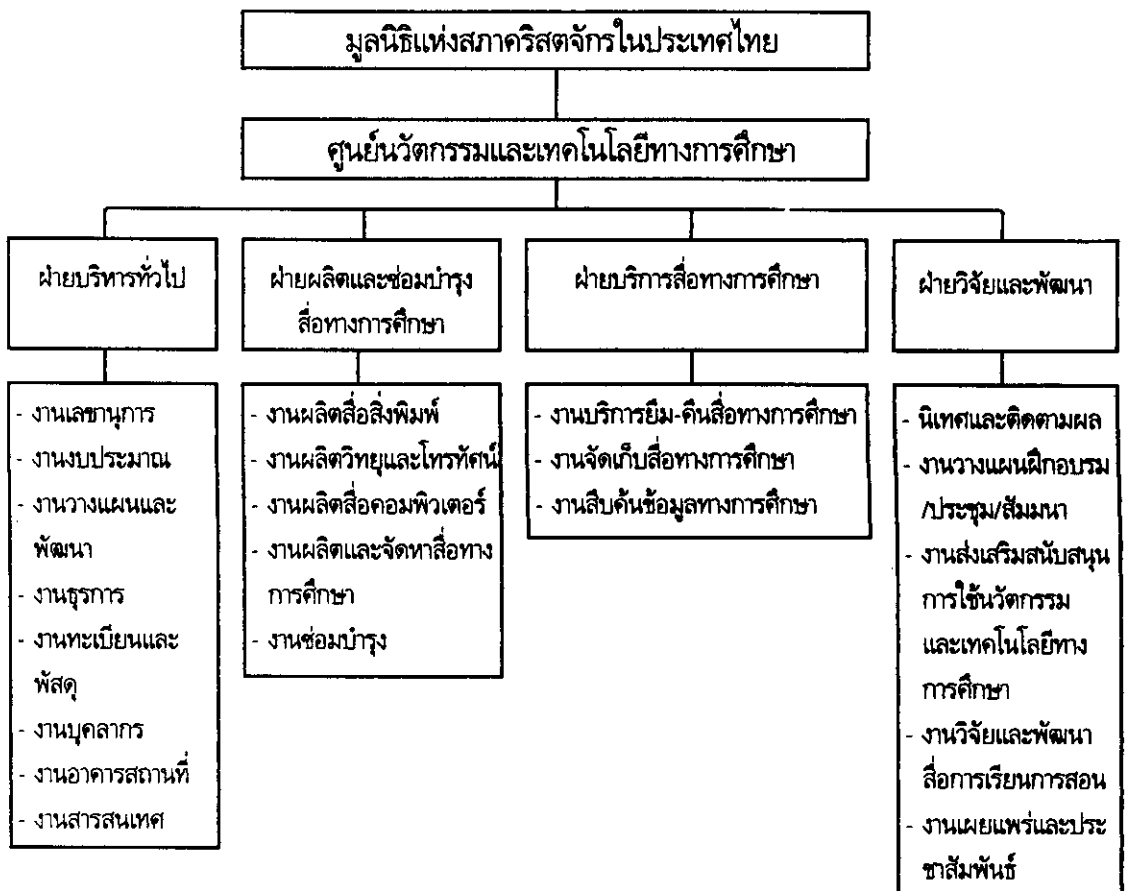 มูลนิธิแห่งสภาคริสตจักรในประเทศไทย
ศูนย์นวัตกรรมและเทคโนโลยีทางการศึกษา
ฝ่ายบริหารทั่วไป
- งานเลขานุการ
- งานงบประมาณ
- งานวางแผนและ
พัฒนา
- งานธุรการ
- งานทะเบียนและ
พัสดุ
- งานบุคลากร
- งานอาคารสถานที่
- งานสารสนเทศ
ฝ่ายผลิตและซ่อมบำรุง
สื่อทางการศึกษา
- งานผลิตสื่อสิ่งพิมพ์
- งานผลิตวิทยุและโทรทัศน์
- งานผลิตสื่อคอมพิวเตอร์
- งานผลิตและจัดหาสื่อทาง
การศึกษา
- งานซ่อมบำรุง
ฝ่ายบริการสื่อทางการศึกษา
- งานบริการยืม-คืนสื่อทางการศึกษา
- งานจัดเก็บสื่อทางการศึกษา
- งานสืบค้นข้อมูลทางการศึกษา
ฝ่ายวิจัยและพัฒนา
- นิเทศและติดตามผล
- งานวางแผนฝึกอบรม
/ประชุม/สัมมนา
- งานส่งเสริมสนับสนุน
การใช้นวัตกรรม
และเทคโนโลยีทาง
การศึกษา
- งานวิจัยและพัฒนา
สื่อการเรียนการสอน
- งานเผยแพร่และประ
ชาสัมพันธ์